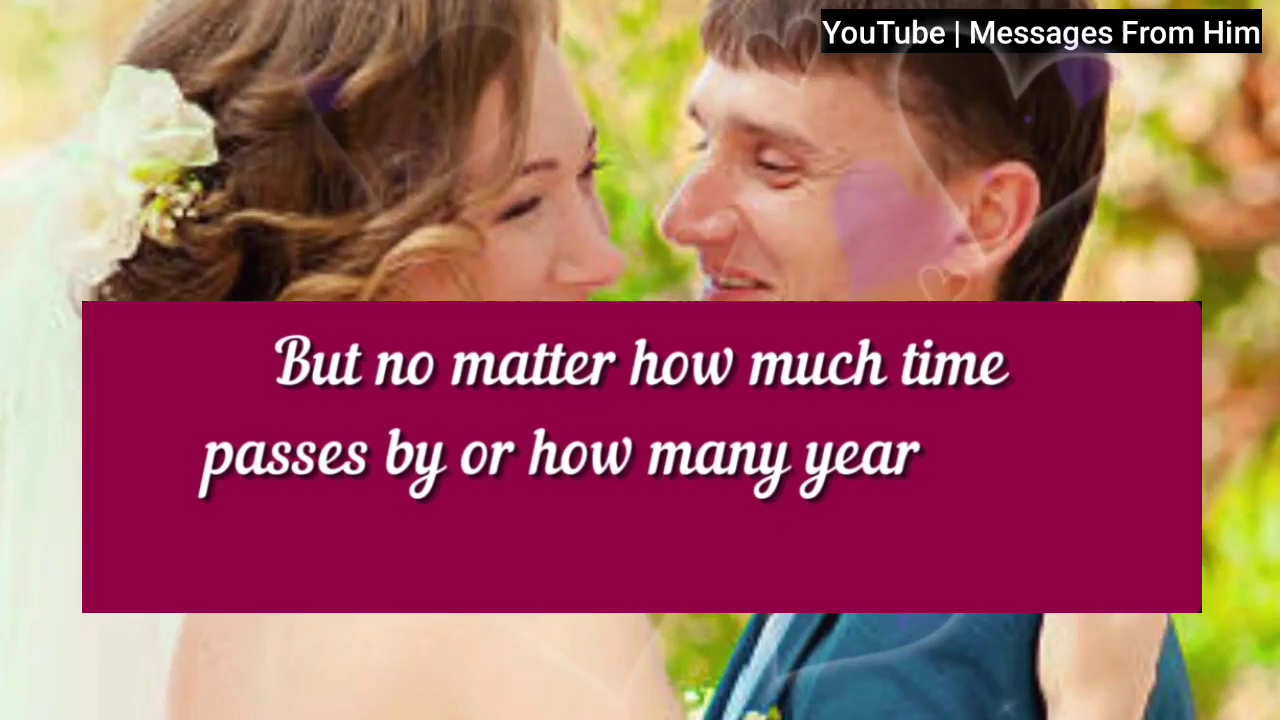 YouTube | Messages From Him
But no matter how much time
passes by or how many year